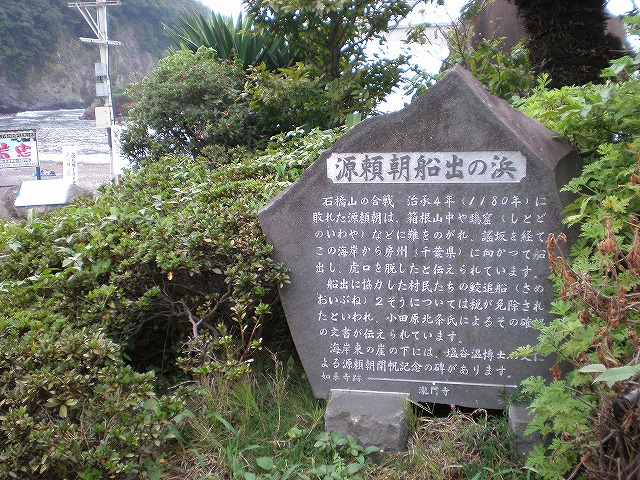 源頼朝船出の浜
石橋山の合戦 治承4年(1180年)に
敗れた源頼朝は、箱根山中や鵐窟(しとど
のいわや)などに難をのがれ、謡坂を経て
この海岸から房州(千葉県)に向かつて船
出し、虎口を脱したと伝えられています。
船出に協力した村民たちの鮫追船(さめ
おいぶね)2そうについては税が免除され
たといわれ、小田原北条氏によるその確
の文書が伝えられています。
海岸東の崖の下には、塩谷温博士
よる源頼朝開帆記念の碑があります。
如来寺跡 瀧門寺